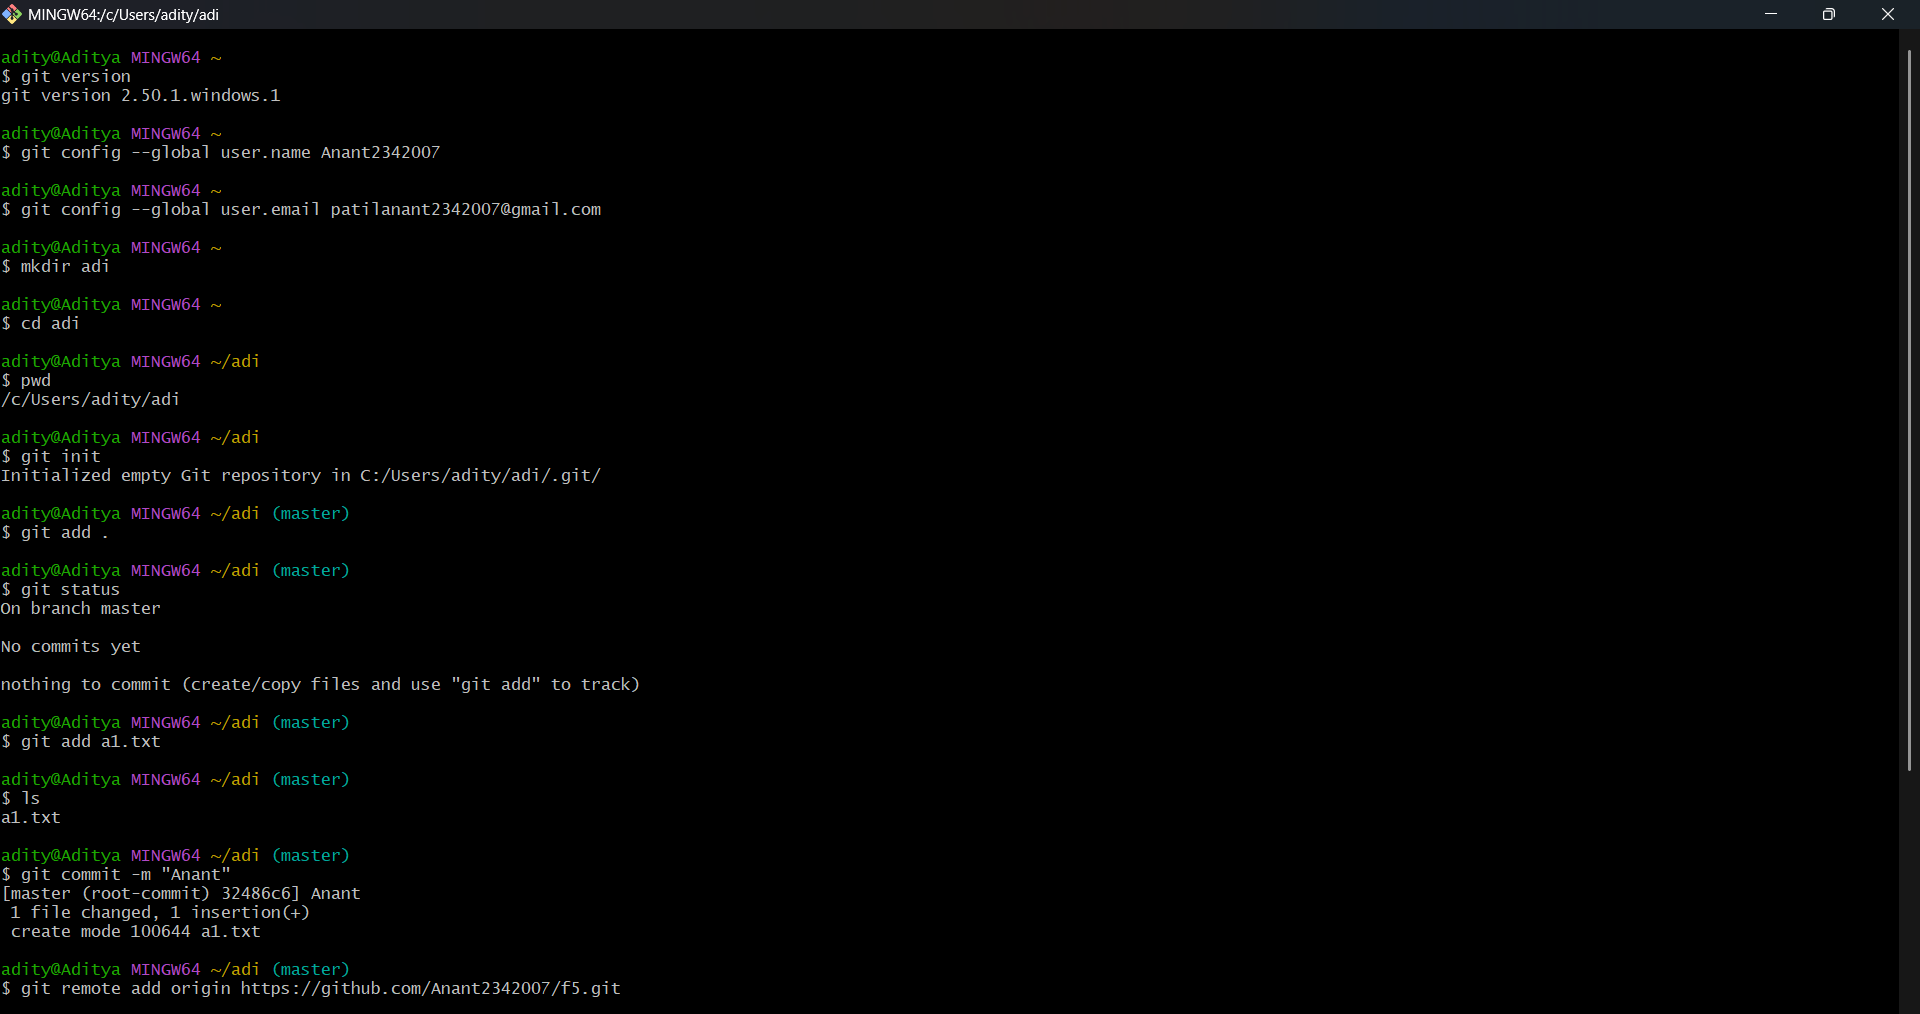 MINGW64:/c/Users/adity/adi
adity@Aditya MINGW64 ~
$ git version
git version 2.50.1.windows.1
adity@Aditya MINGW64 ~
$ git config --global user.name Anant2342007
adity@Aditya MINGW64 ~
$ git config --global user.email patilanant2342007@gmail.com
adity@Aditya MINGW64 ~
$ mkdir adi
adity@Aditya MINGW64 ~
$ cd adi
adity@Aditya MINGW64 ~/adi
$ pwd
/c/Users/adity/adi
adity@Aditya MINGW64 ~/adi
$ git init
Initialized empty Git repository in C:/Users/adity/adi/.git/
adity@Aditya MINGW64 ~/adi (master)
$ git add .
adity@Aditya MINGW64 ~/adi (master)
$ git status
On branch master
No commits yet
nothing to commit (create/copy files and use "git add" to track)
adity@Aditya MINGW64 ~/adi (master)
$ git add a1.txt
adity@Aditya MINGW64 ~/adi (master)
$ ls
a1.txt
adity@Aditya MINGW64 ~/adi (master)
$ git commit -m "Anant"
[master (root-commit) 32486c6] Anant
 1 file changed, 1 insertion(+)
 create mode 100644 a1.txt
adity@Aditya MINGW64 ~/adi (master)
$ git remote add origin https://github.com/Anant2342007/f5.git